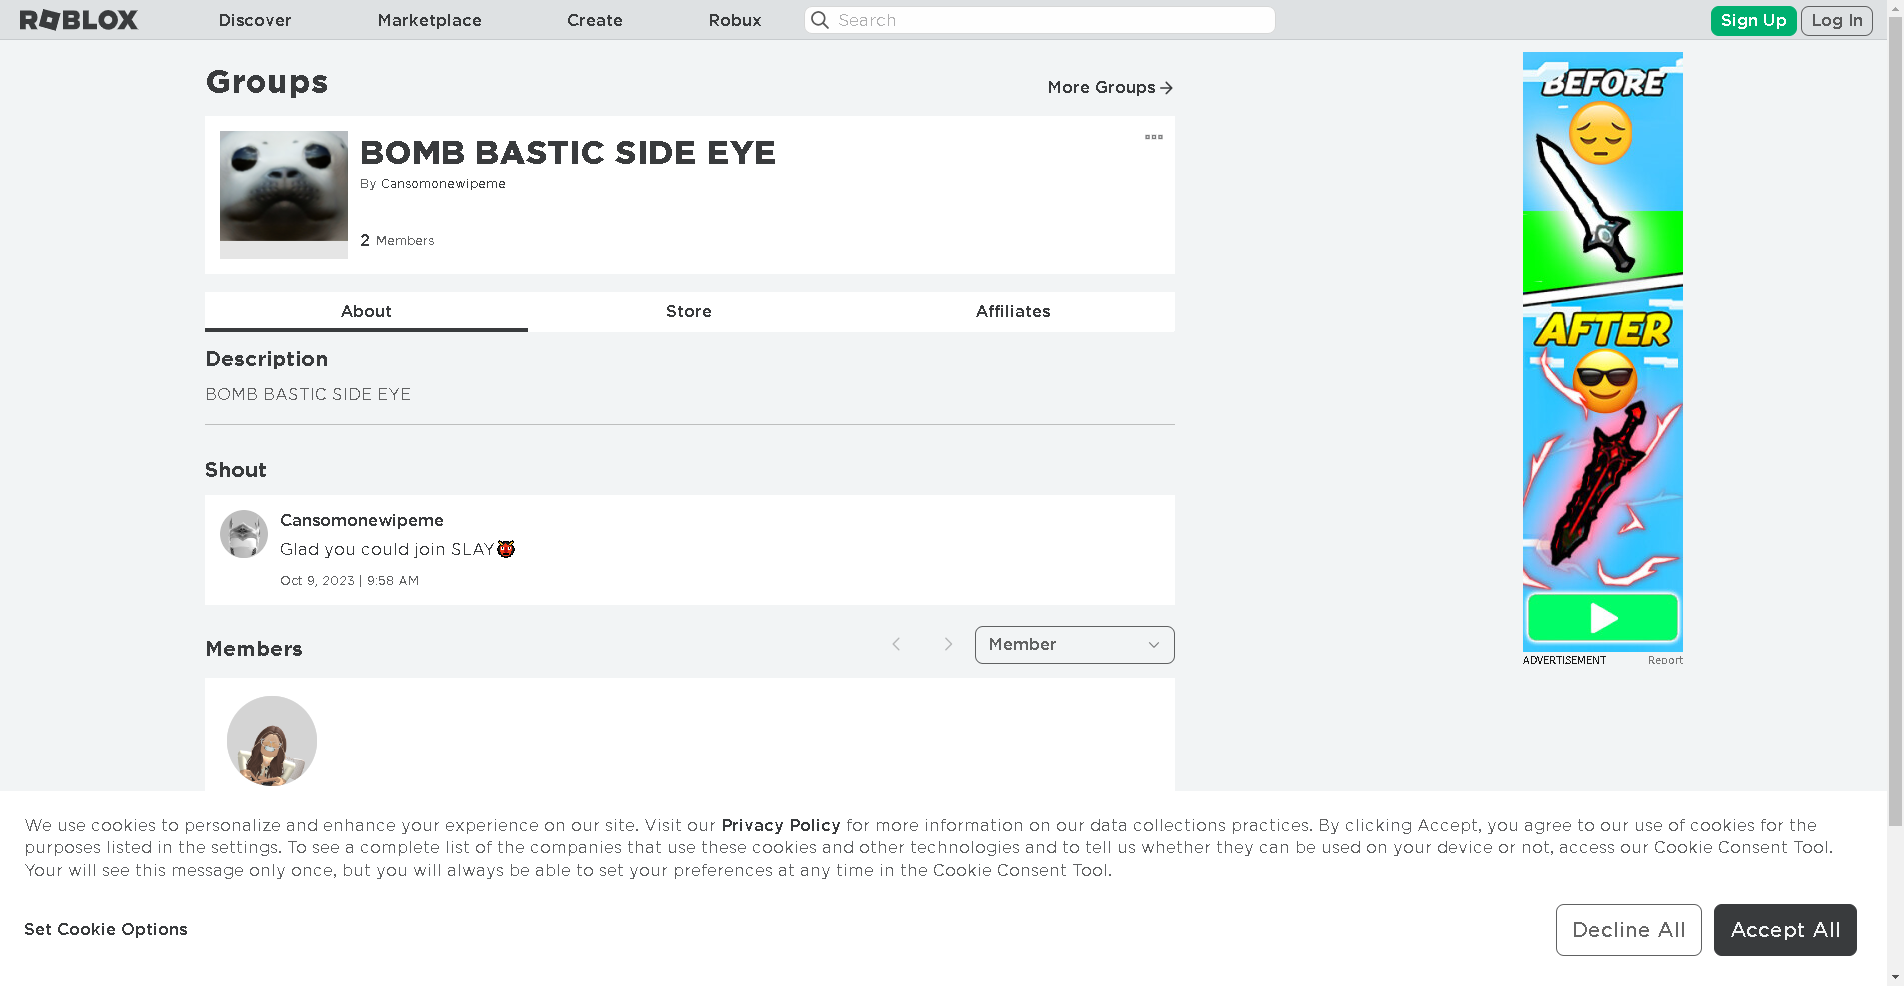 ROBLOX
Discover
Marketplace
Create
Robux
Search
Sign Up
Log In
Groups
More Groups
BOMB BASTIC SIDE EYE
By Cansomonewipeme
2 Members
About
Store
Affiliates
Description
BOMB BASTIC SIDE EYE
Shout
Cansomonewipeme
Glad you could join SLAY👹
Oct 9, 2023 | 9:58 AM
Members
Member
BEFORE
AFTER
ADVERTISEMENT
Report
We use cookies to personalize and enhance your experience on our site. Visit our Privacy Policy for more information on our data collections practices. By clicking Accept, you agree to our use of cookies for the
purposes listed in the settings. To see a complete list of the companies that use these cookies and other technologies and to tell us whether they can be used on your device or not, access our Cookie Consent Tool.
Your will see this message only once, but you will always be able to set your preferences at any time in the Cookie Consent Tool.
Set Cookie Options
Decline All
Accept All